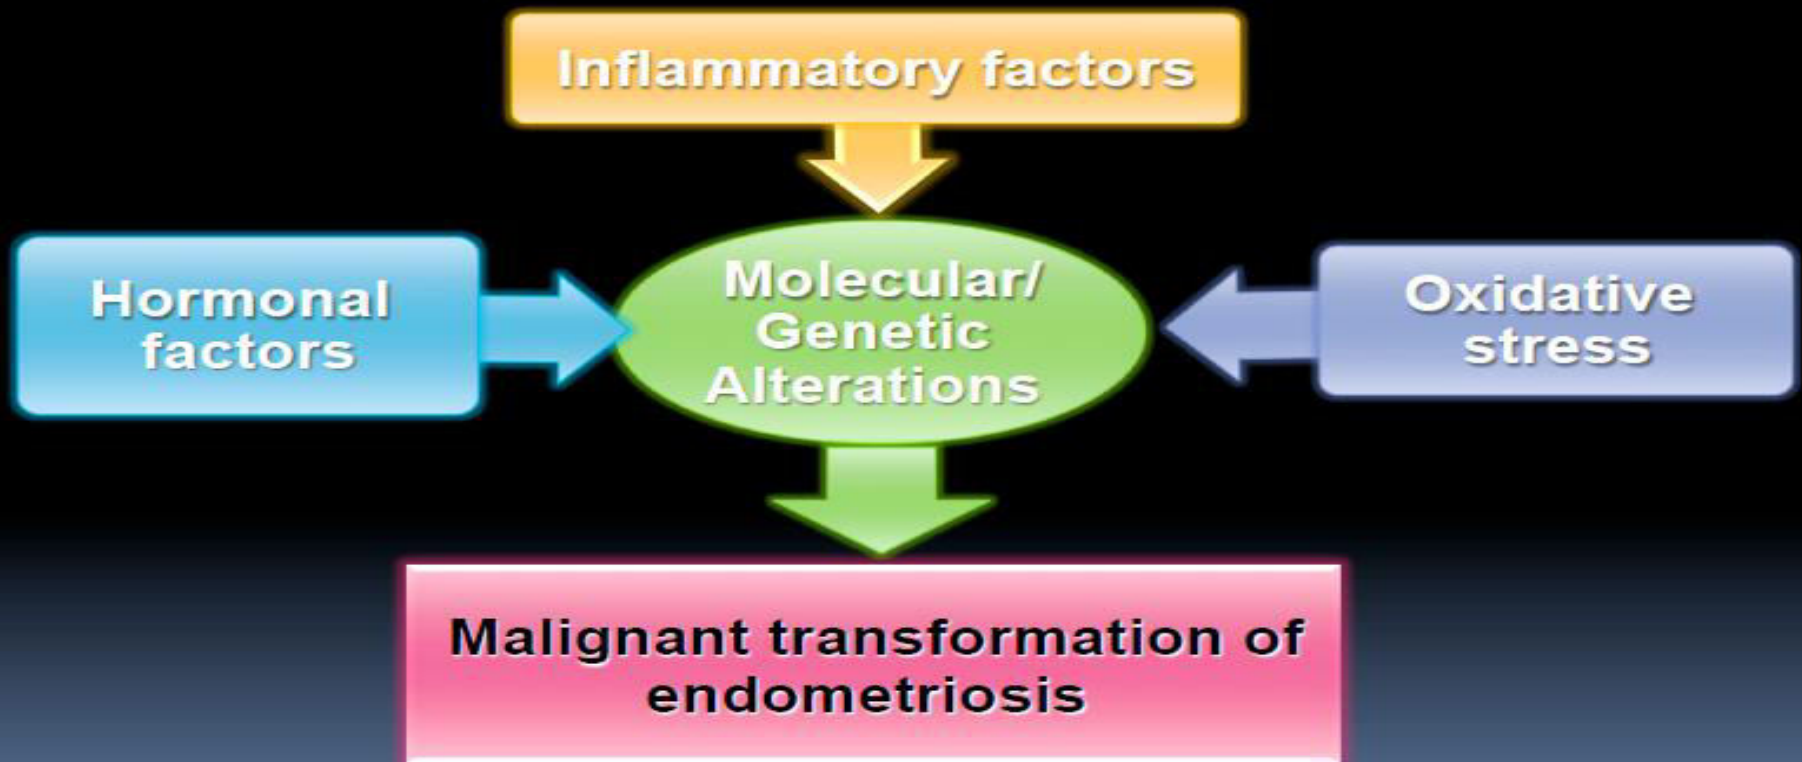 Inflammatory factors
Hormonal
factors
Molecular/
Genetic
Alterations
Oxidative
stress
Malignant transformation of
endometriosis